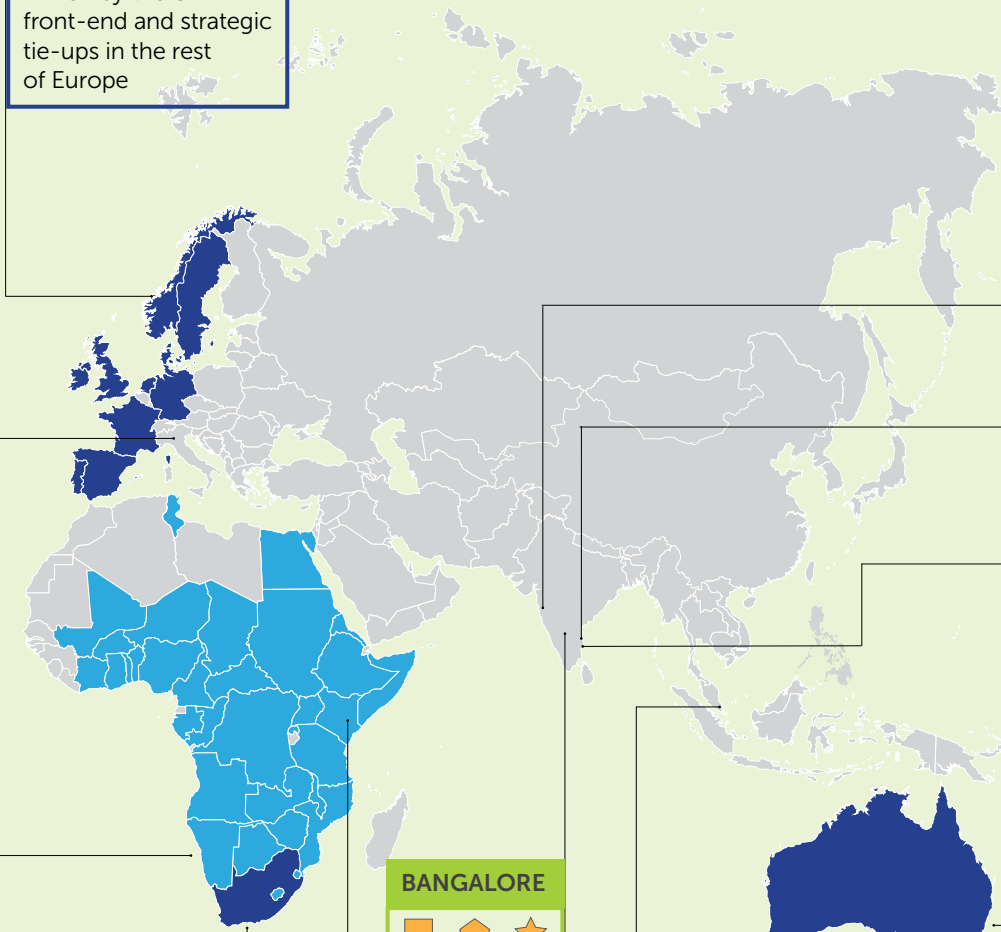 front-end and strategic
tie-ups in the rest
of Europe
BANGALORE